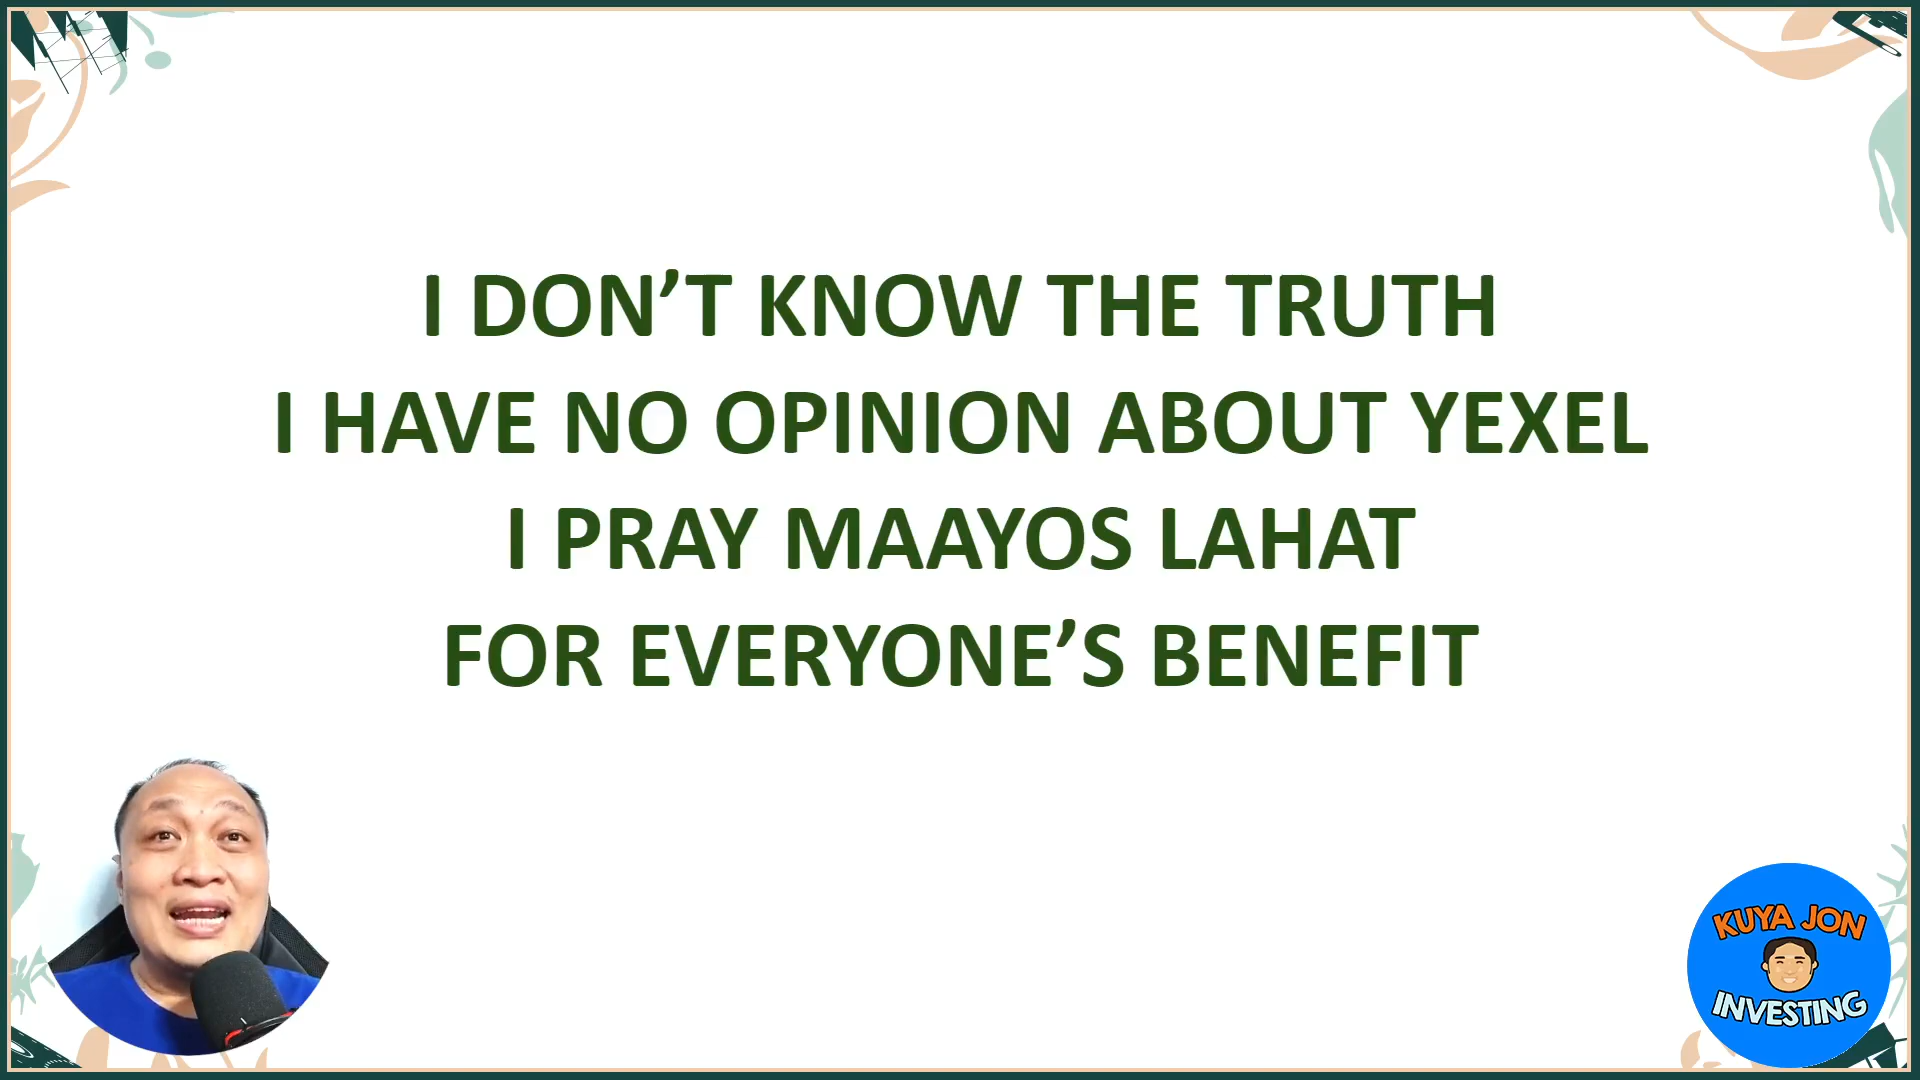 I DON’T KNOW THE TRUTH
I HAVE NO OPINION ABOUT YEXEL
I PRAY MAAYOS LAHAT
FOR EVERYONE’S BENEFIT
KUYA JON
INVESTING